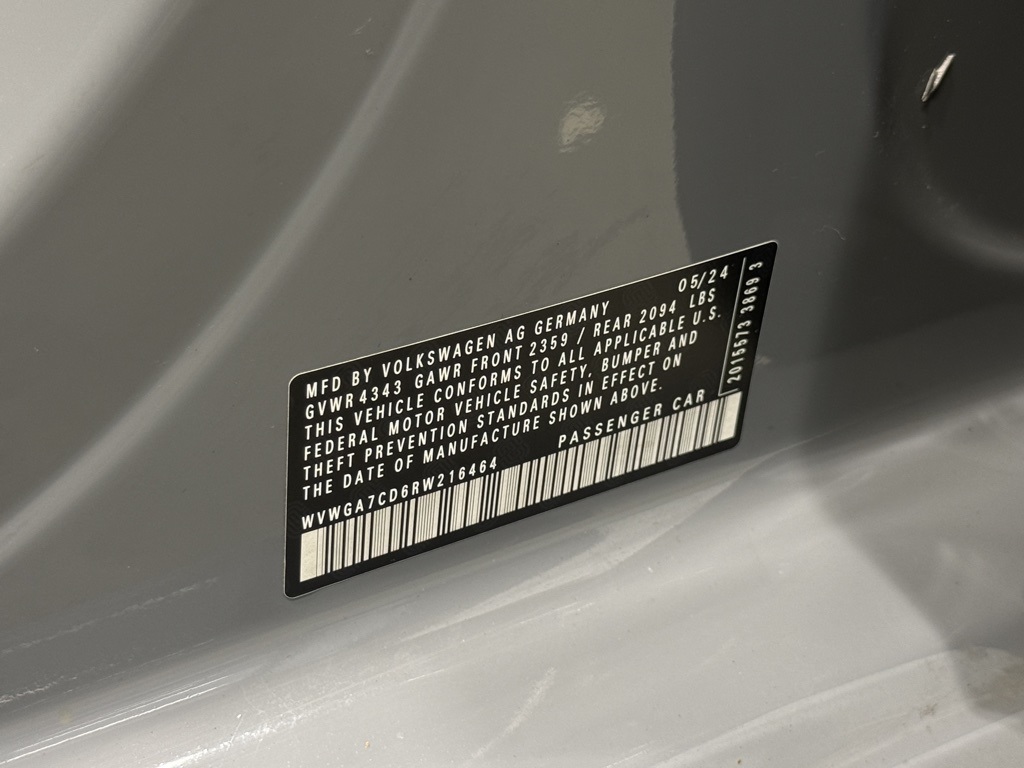 MFD BY VOLKSWAGEN AG GERMANY 05/24
GVWR 4343 GAWR FRONT 2359 / REAR 2094 LBS
THIS VEHICLE CONFORMS TO ALL APPLICABLE U.S.
FEDERAL MOTOR VEHICLE SAFETY, BUMPER AND
THEFT PREVENTION STANDARDS IN EFFECT ON
THE DATE OF MANUFACTURE SHOWN ABOVE.
PASSENGER CAR
WVWGA7CD6RW216464
2015573 3869 3